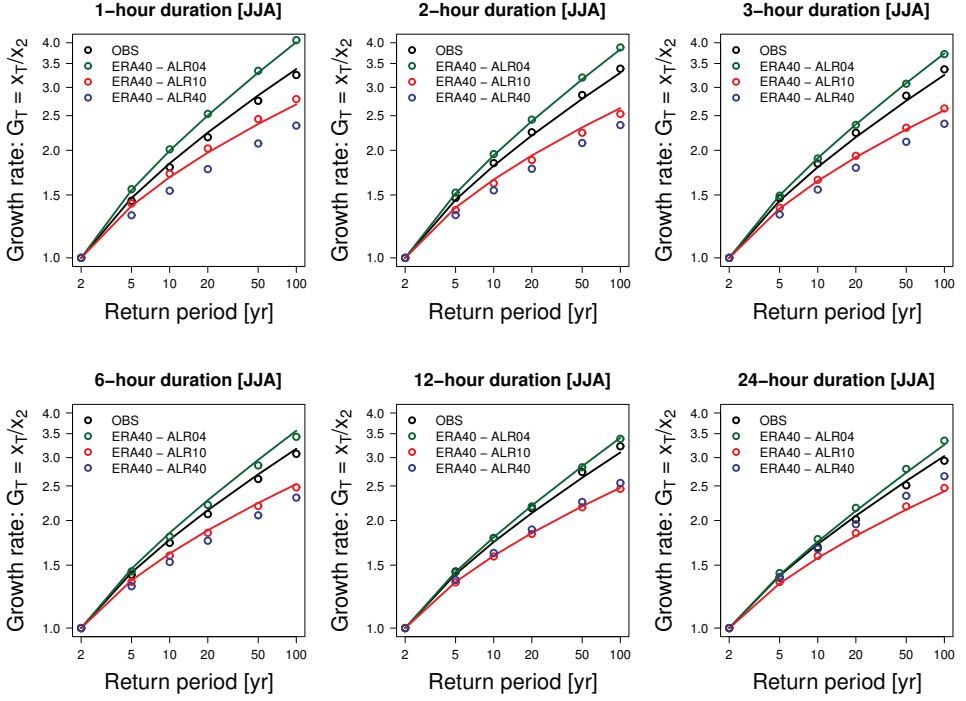 1−hour duration [JJA]
Growth rate: G_T = x_T/x_2
4.0
3.5
3.0
2.5
2.0
1.5
1.0
OBS
ERA40 − ALR04
ERA40 − ALR10
ERA40 − ALR40
2 5 10 20 50 100
Return period [yr]
2−hour duration [JJA]
Growth rate: G_T = x_T/x_2
4.0
3.5
3.0
2.5
2.0
1.5
1.0
OBS
ERA40 − ALR04
ERA40 − ALR10
ERA40 − ALR40
2 5 10 20 50 100
Return period [yr]
3−hour duration [JJA]
Growth rate: G_T = x_T/x_2
4.0
3.5
3.0
2.5
2.0
1.5
1.0
OBS
ERA40 − ALR04
ERA40 − ALR10
ERA40 − ALR40
2 5 10 20 50 100
Return period [yr]
6−hour duration [JJA]
Growth rate: G_T = x_T/x_2
4.0
3.5
3.0
2.5
2.0
1.5
1.0
OBS
ERA40 − ALR04
ERA40 − ALR10
ERA40 − ALR40
2 5 10 20 50 100
Return period [yr]
12−hour duration [JJA]
Growth rate: G_T = x_T/x_2
4.0
3.5
3.0
2.5
2.0
1.5
1.0
OBS
ERA40 − ALR04
ERA40 − ALR10
ERA40 − ALR40
2 5 10 20 50 100
Return period [yr]
24−hour duration [JJA]
Growth rate: G_T = x_T/x_2
4.0
3.5
3.0
2.5
2.0
1.5
1.0
OBS
ERA40 − ALR04
ERA40 − ALR10
ERA40 − ALR40
2 5 10 20 50 100
Return period [yr]